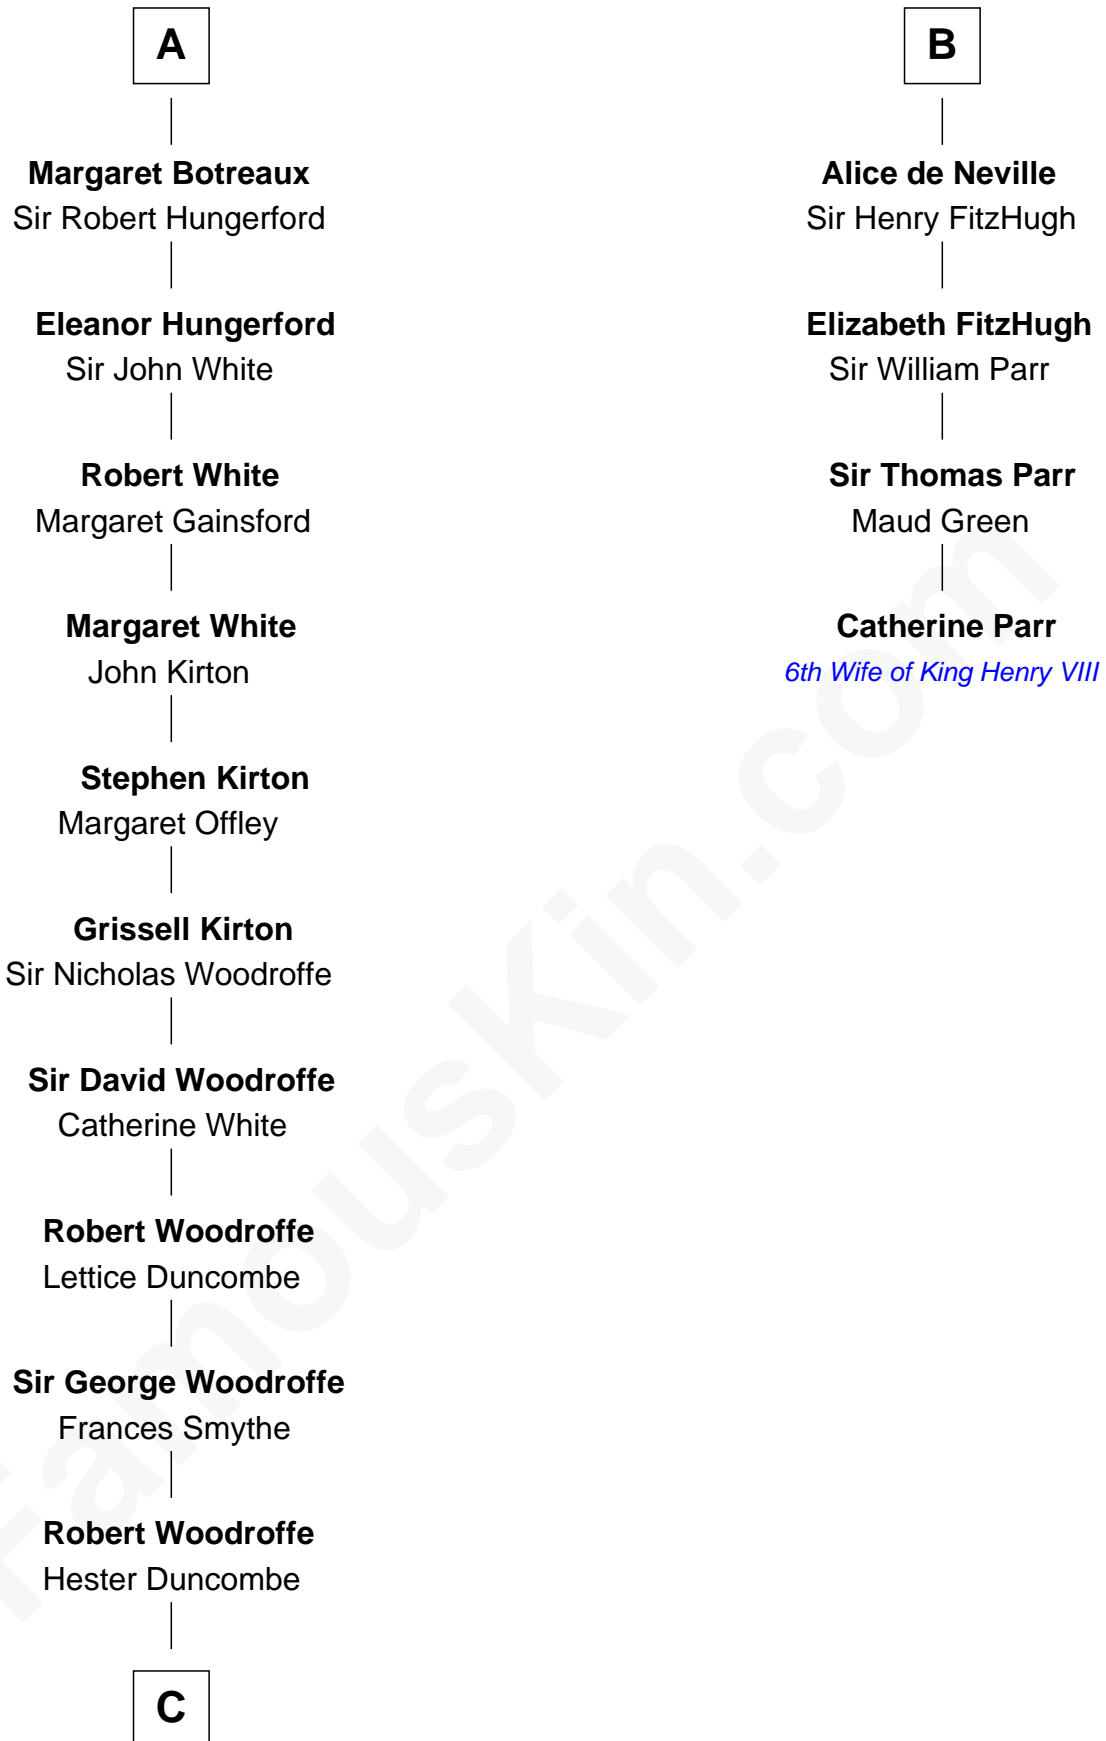 A
Margaret Botreaux
Sir Robert Hungerford
Eleanor Hungerford
Sir John White
Robert White
Margaret Gainsford
Margaret White
John Kirton
Stephen Kirton
Margaret Offley
Grissell Kirton
Sir Nicholas Woodroffe
Sir David Woodroffe
Catherine White
Robert Woodroffe
Lettice Duncombe
Sir George Woodroffe
Frances Smythe
Robert Woodroffe
Hester Duncombe
C
B
Alice de Neville
Sir Henry FitzHugh
Elizabeth FitzHugh
Sir William Parr
Sir Thomas Parr
Maud Green
Catherine Parr
6th Wife of King Henry VIII
FamousKin.com